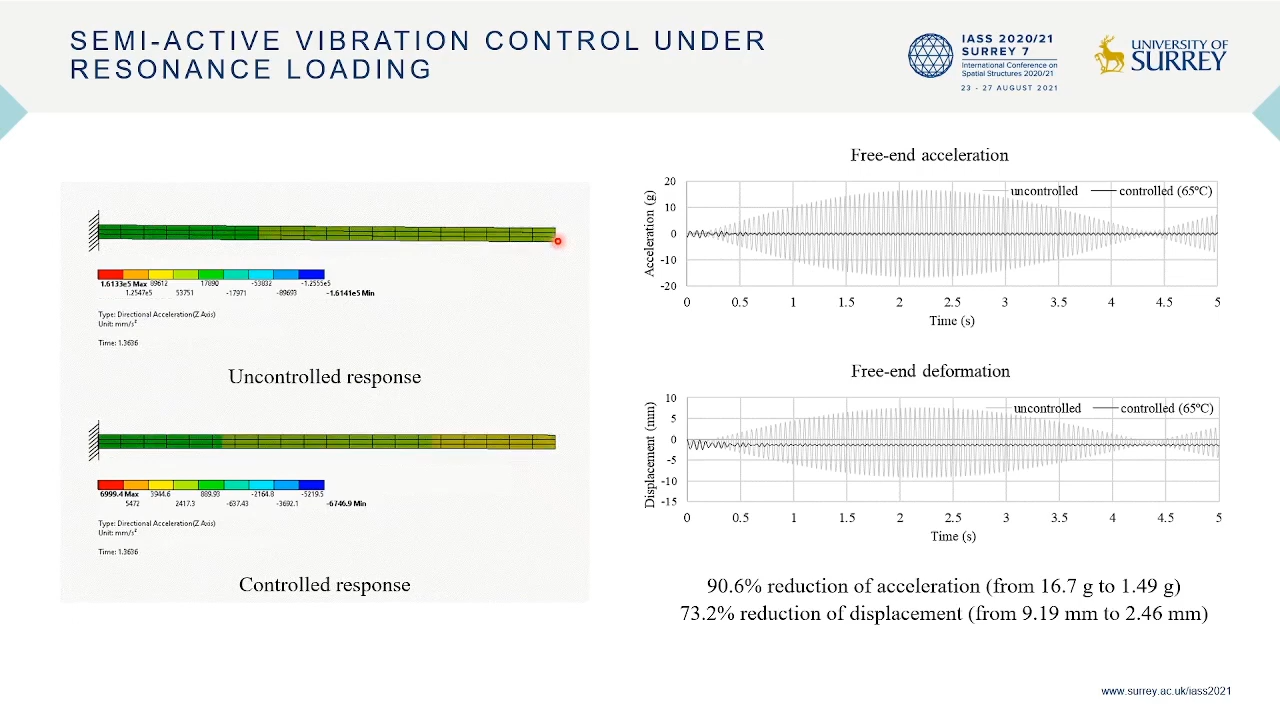 SEMI-ACTIVE VIBRATION CONTROL UNDER
RESONANCE LOADING
IASS 2020/21
SURREY 7
International Conference on
Spatial Structures 2020/21
23 - 27 AUGUST 2021
UNIVERSITY OF
SURREY
1.6133e5 Max 89612 17890 -53832 -1.2555e5
1.2547e5 53751 -17971 -89693 -1.6141e5 Min
Type: Directional Acceleration(Z Axis)
Unit: mm/s²
Time: 1.3636
Uncontrolled response
6999.4 Max 3944.6 889.93 -2164.8 -5219.5
5472 2417.3 -637.43 -3692.1 -6746.9 Min
Type: Directional Acceleration(Z Axis)
Unit: mm/s²
Time: 1.3636
Controlled response
Free-end acceleration
uncontrolled controlled (65ºC)
Acceleration (g)
20
10
0
-10
-20
0 0.5 1 1.5 2 2.5 3 3.5 4 4.5 5
Time (s)
Free-end deformation
uncontrolled controlled (65ºC)
Displacement (mm)
10
5
0
-5
-10
-15
0 0.5 1 1.5 2 2.5 3 3.5 4 4.5 5
Time (s)
90.6% reduction of acceleration (from 16.7 g to 1.49 g)
73.2% reduction of displacement (from 9.19 mm to 2.46 mm)
www.surrey.ac.uk/iass2021